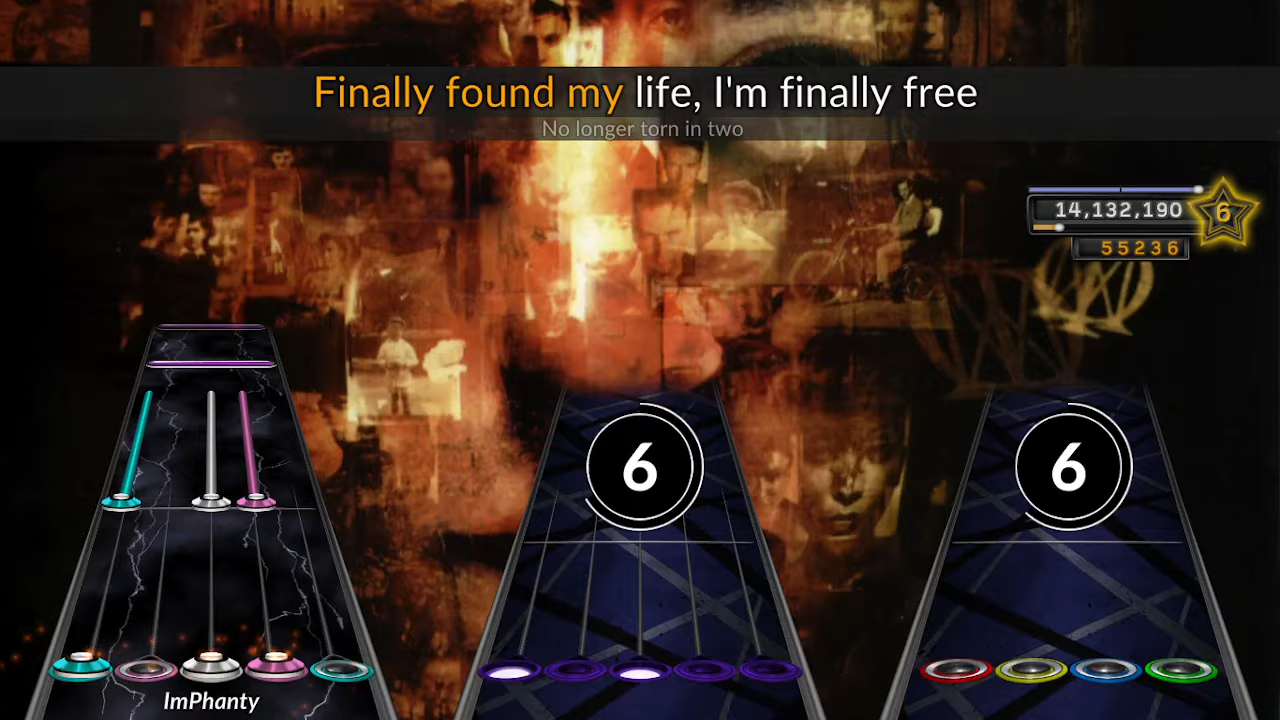 Finally found my life, I'm finally free
No longer torn in two
14,132,190
6
55236
6
6
ImPhanty